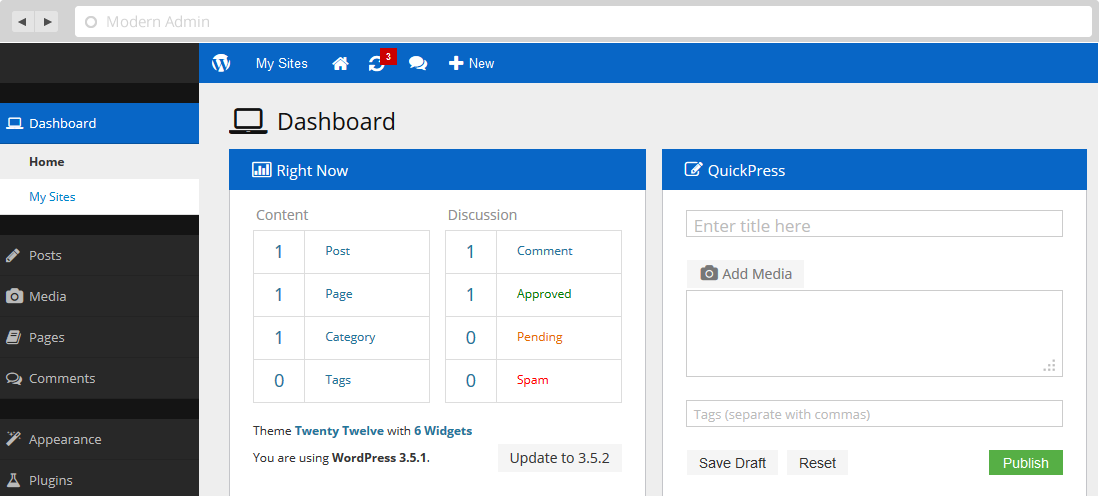 Modern Admin
My Sites
3
New
Dashboard
Home
My Sites
Posts
Media
Pages
Comments
Appearance
Plugins
Dashboard
Right Now
Content
1 Post
1 Page
1 Category
0 Tags
Discussion
1 Comment
1 Approved
0 Pending
0 Spam
Theme Twenty Twelve with 6 Widgets
You are using WordPress 3.5.1.
Update to 3.5.2
QuickPress
Enter title here
Add Media
Tags (separate with commas)
Save Draft
Reset
Publish